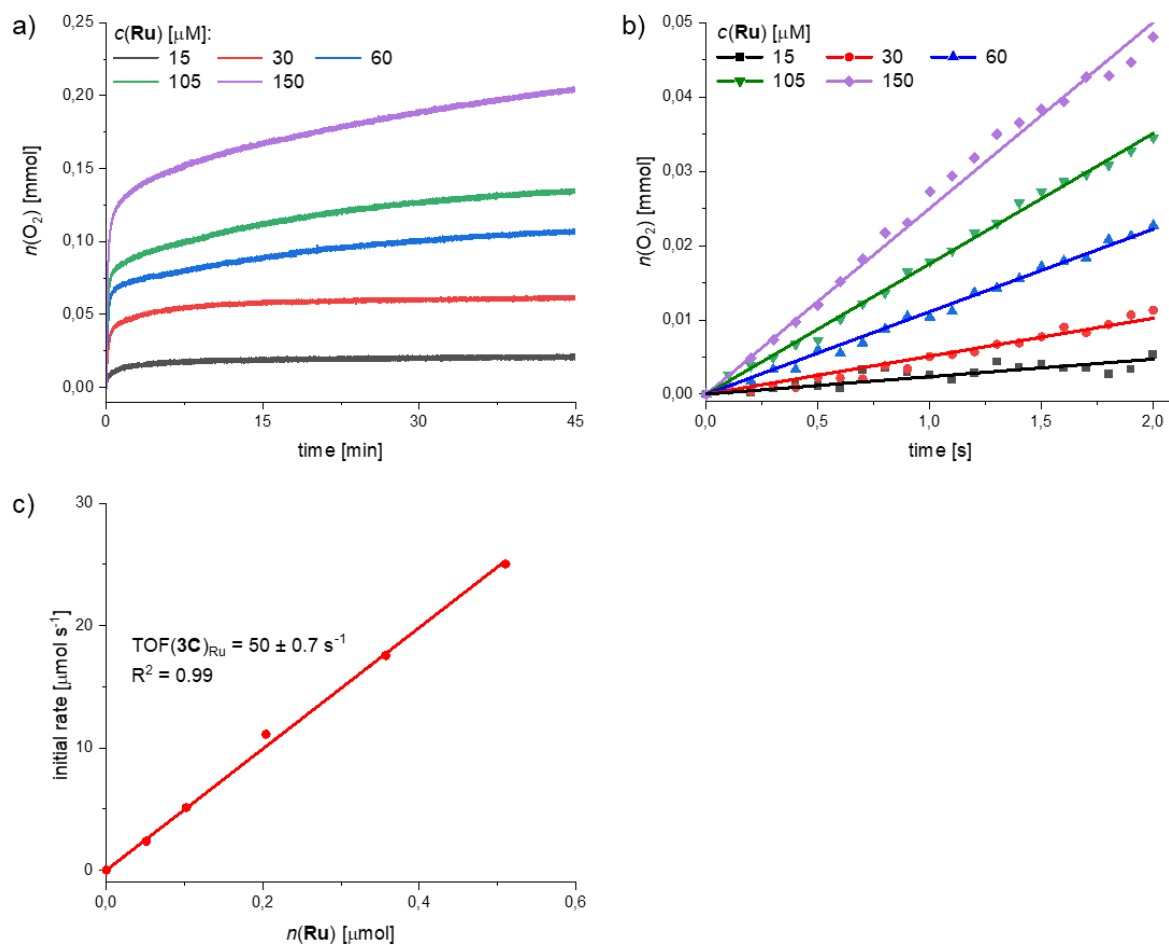 a)
c(Ru) [μM]:
15 30 60
105 150
0,25
0,20
0,15
0,10
0,05
0,00
n(O2) [mmol]
0 15 30 45
time [min]
b)
c(Ru) [μM]
15 30 60
105 150
0,05
0,04
0,03
0,02
0,01
0,00
n(O2) [mmol]
0,0 0,5 1,0 1,5 2,0
time [s]
c)
30
20
10
0
initial rate [μmol s⁻¹]
TOF(3C)Ru = 50 ± 0.7 s⁻¹
R² = 0.99
0,0 0,2 0,4 0,6
n(Ru) [μmol]